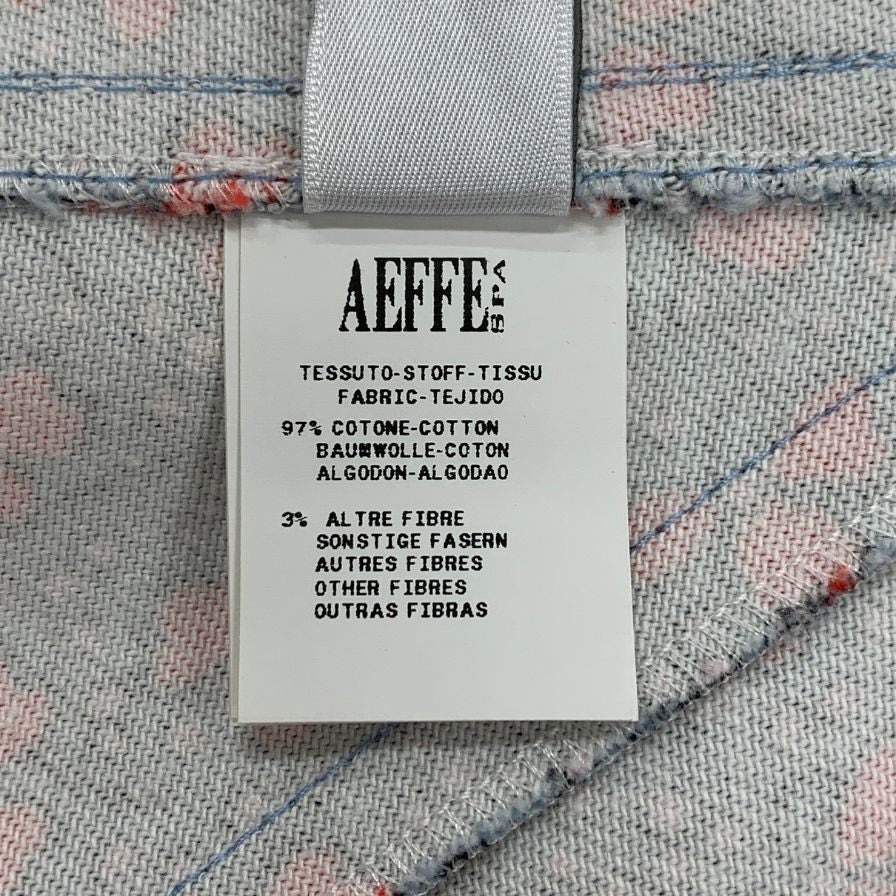 AEFFE SPA
TESSUTO-STOFF-TISSU
FABRIC-TEJIDO
97% COTONE-COTTON
BAUMWOLLE-COTON
ALGODON-ALGODAO
3% ALTRE FIBRE
SONSTIGE FASERN
AUTRES FIBRES
OTHER FIBRES
OUTRAS FIBRAS